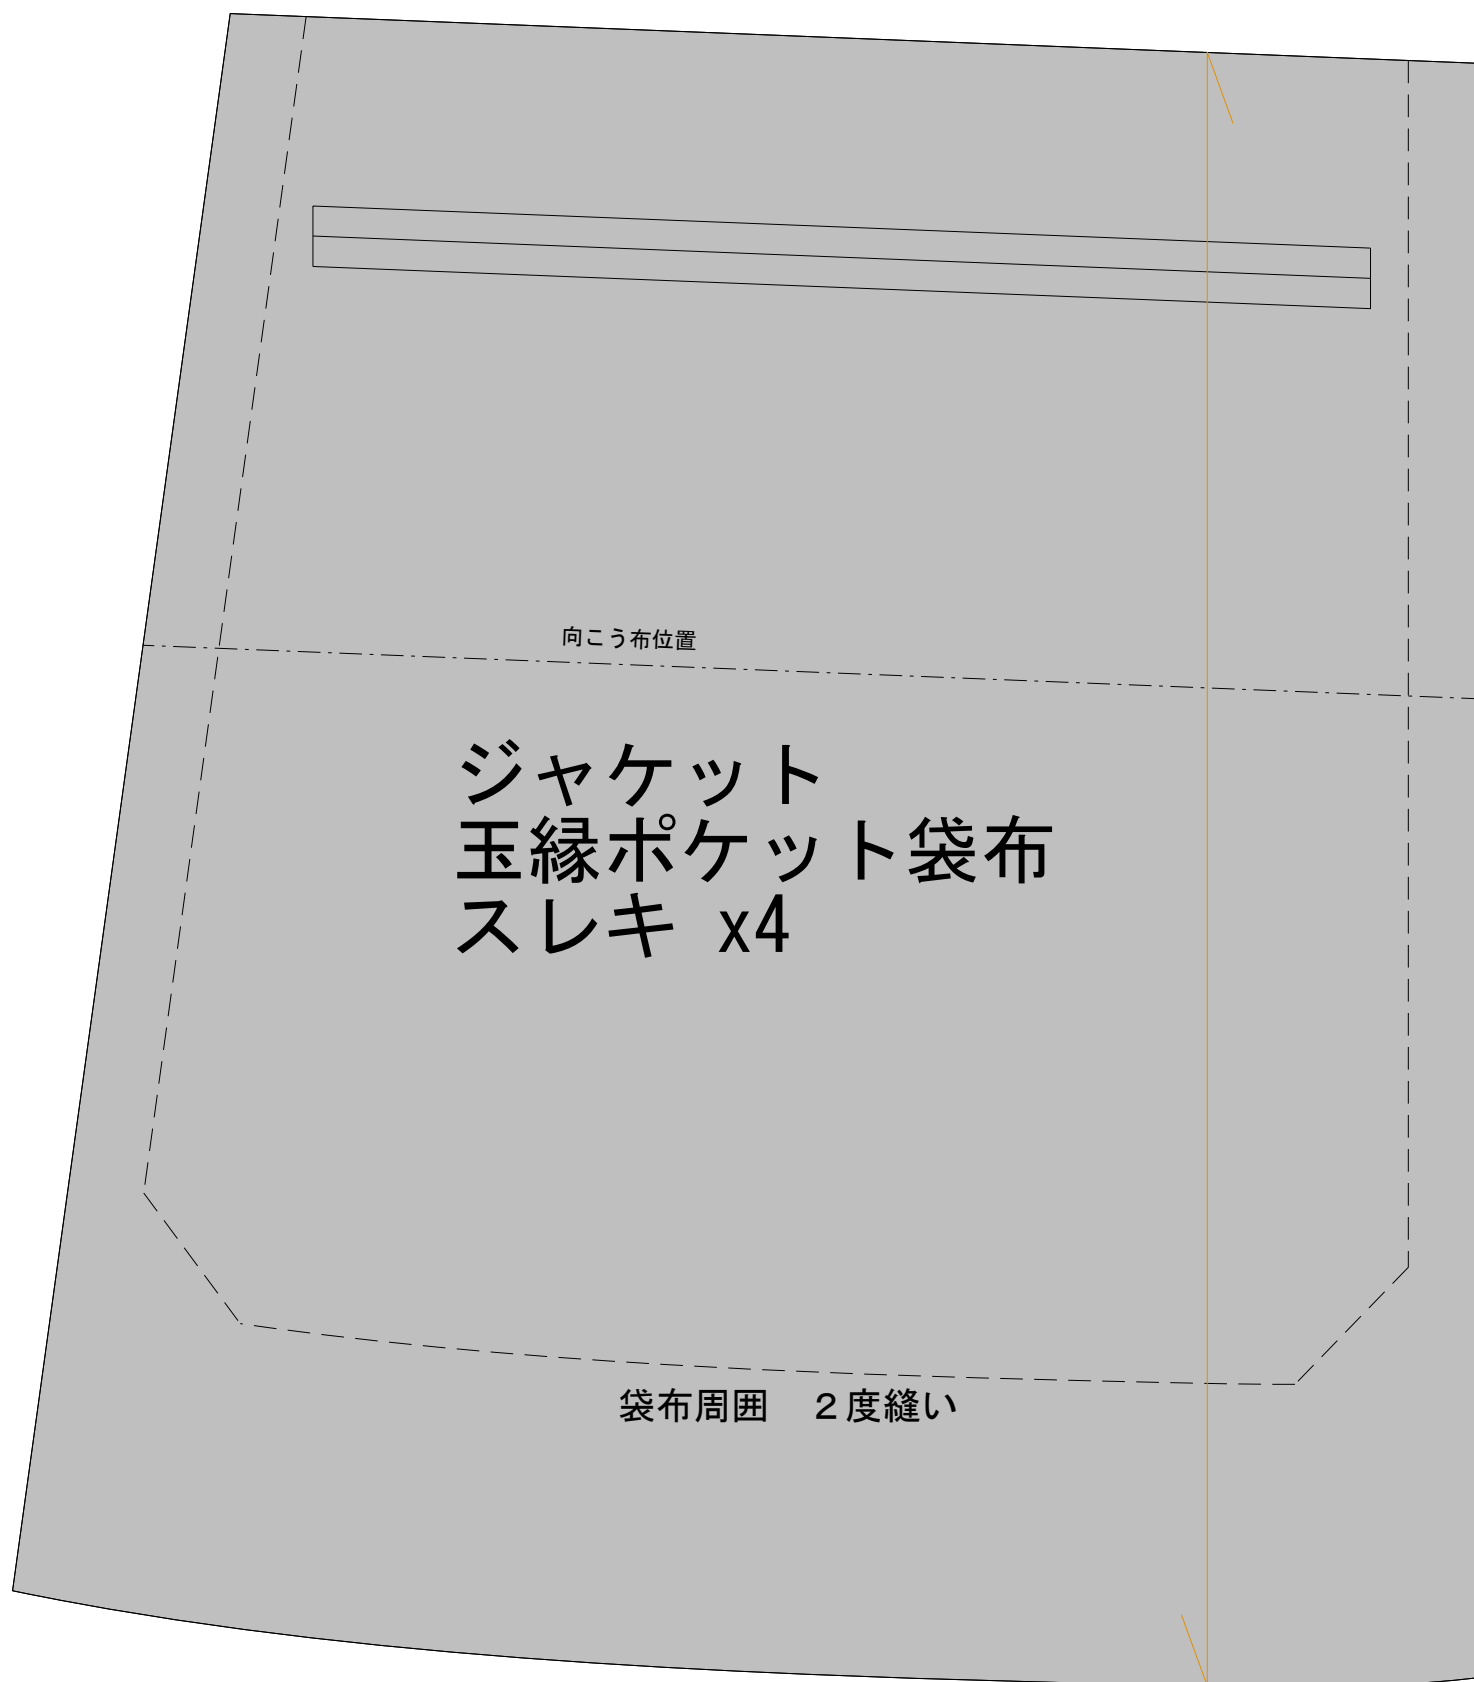 向こう布位置
ジャケット
玉縁ポケット袋布
スレキ x4
袋布周囲　２度縫い